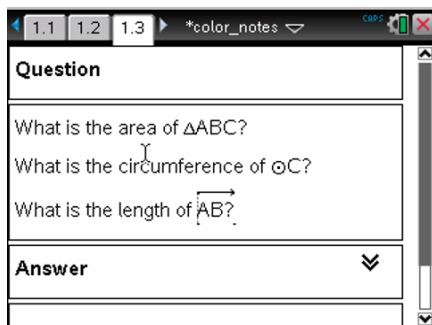 1.1 1.2 1.3 *color_notes CAPS
Question
What is the area of ΔABC?
What is the circumference of ⊙C?
What is the length of AB?
Answer